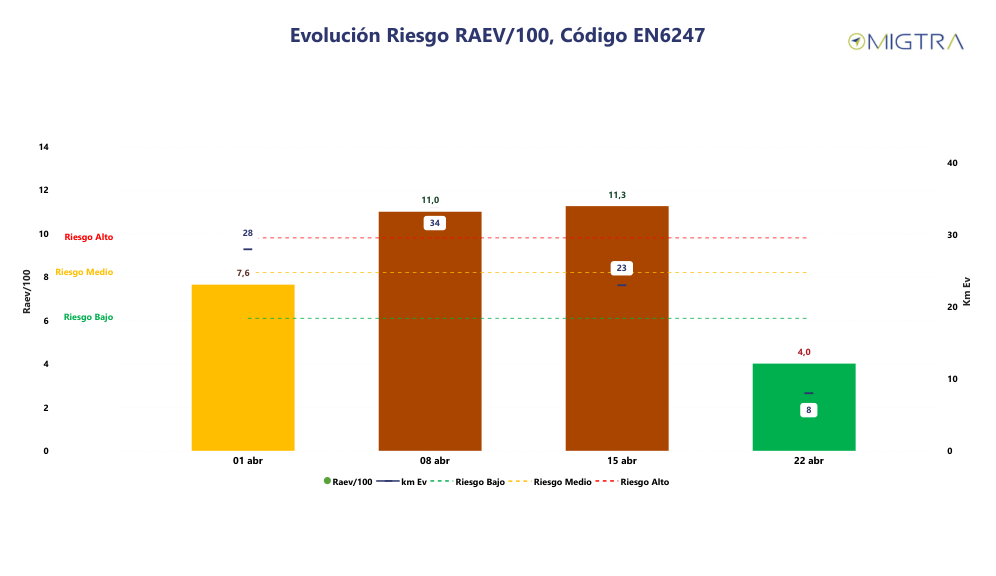 Evolución Riesgo RAEV/100, Código EN6247
MIGTRA
14
12
10
8
6
4
2
0
Raev/100
40
30
20
10
0
Km Ev
Riesgo Alto
Riesgo Medio
Riesgo Bajo
28
7,6
11,0
34
11,3
23
4,0
8
01 abr
08 abr
15 abr
22 abr
Raev/100 km Ev Riesgo Bajo Riesgo Medio Riesgo Alto